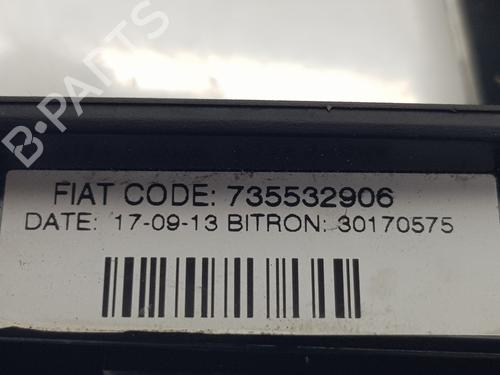 B-PARTS
FIAT CODE: 735532906
DATE: 17-09-13 BITRON: 30170575